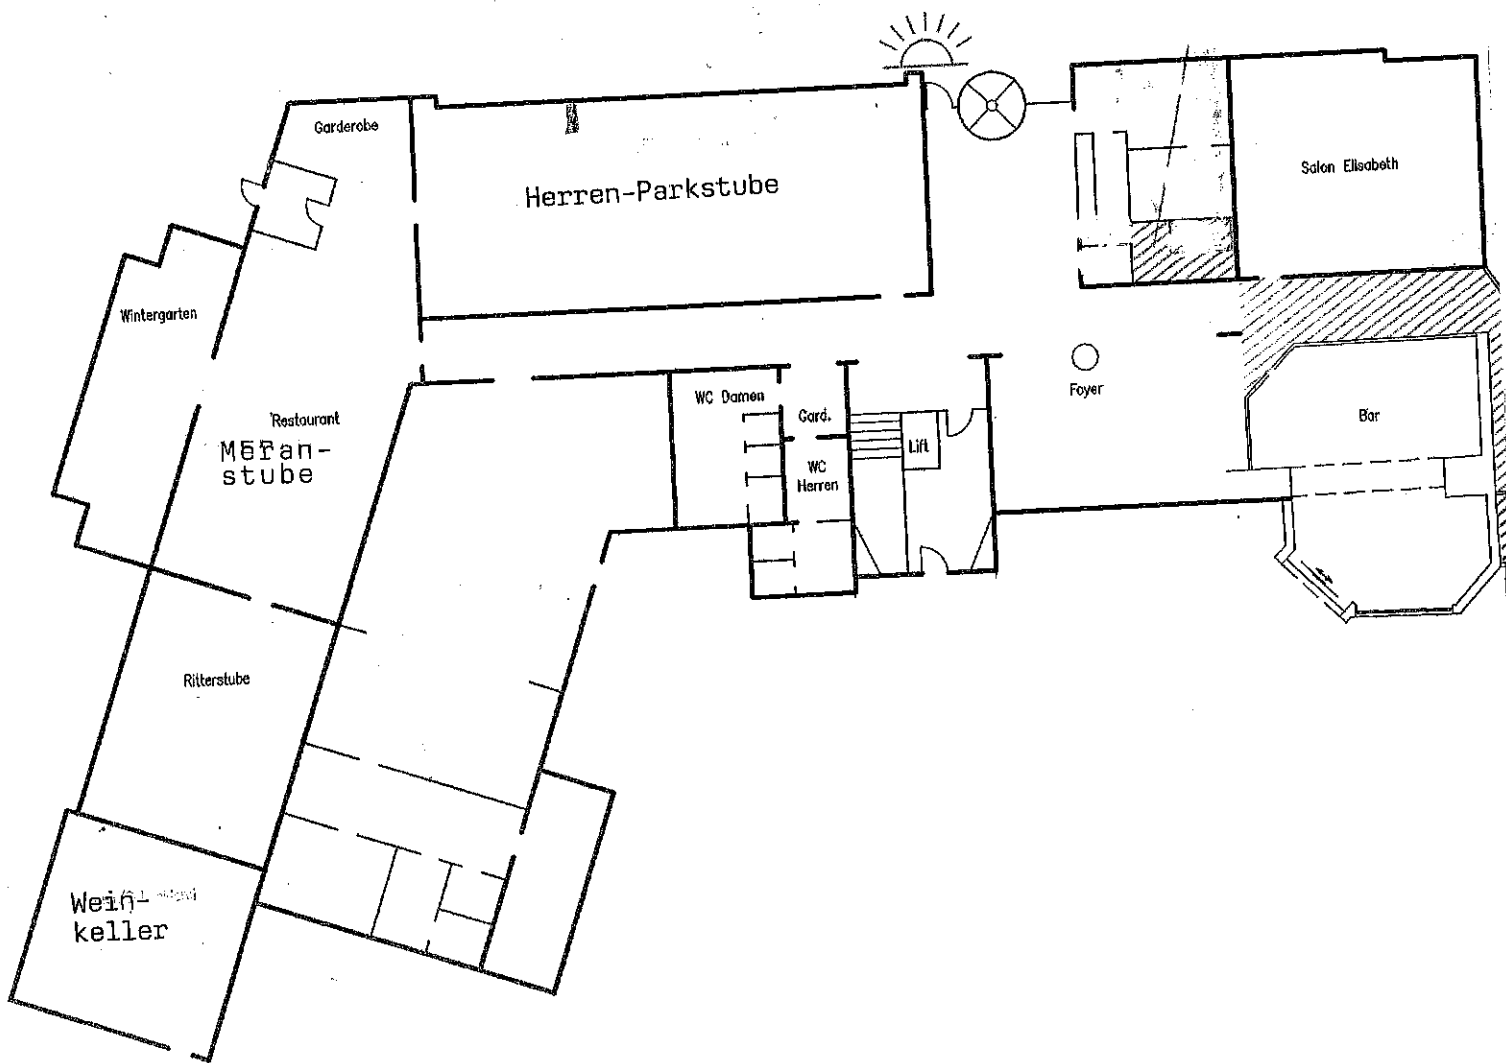 Garderobe
Herren-Parkstube
Salon Elisabeth
Wintergarten
Restaurant
Meran-
stube
WC Damen
Gard.
WC
Herren
Lift
Foyer
Bar
Ritterstube
Wein-
keller